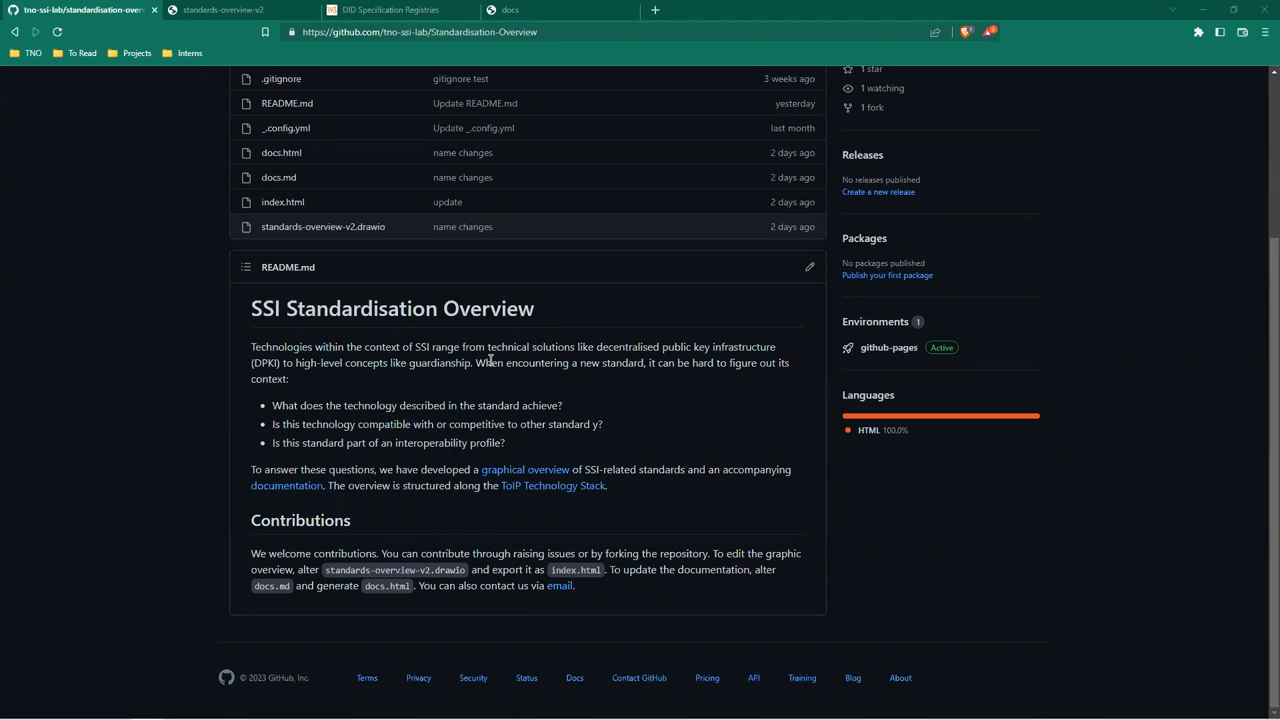 tno-ssi-lab/standardisation-over
standards-overview-v2
DID Specification Registries
docs
https://github.com/tno-ssi-lab/Standardisation-Overview
TNO
To Read
Projects
Interns
.gitignore gitignore test 3 weeks ago
README.md Update README.md yesterday
_.config.yml Update _.config.yml last month
docs.html name changes 2 days ago
docs.md name changes 2 days ago
index.html update 2 days ago
standards-overview-v2.drawio name changes 2 days ago
1 star
1 watching
1 fork
Releases
No releases published
Create a new release
Packages
No packages published
Publish your first package
Environments 1
github-pages Active
Languages
HTML 100.0%
README.md
SSI Standardisation Overview
Technologies within the context of SSI range from technical solutions like decentralised public key infrastructure
(DPKI) to high-level concepts like guardianship. When encountering a new standard, it can be hard to figure out its
context:
What does the technology described in the standard achieve?
Is this technology compatible with or competitive to other standard y?
Is this standard part of an interoperability profile?
To answer these questions, we have developed a graphical overview of SSI-related standards and an accompanying
documentation. The overview is structured along the ToIP Technology Stack.
Contributions
We welcome contributions. You can contribute through raising issues or by forking the repository. To edit the graphic
overview, alter standards-overview-v2.drawio and export it as index.html. To update the documentation, alter
docs.md and generate docs.html. You can also contact us via email.
© 2023 GitHub, Inc. Terms Privacy Security Status Docs Contact GitHub Pricing API Training Blog About